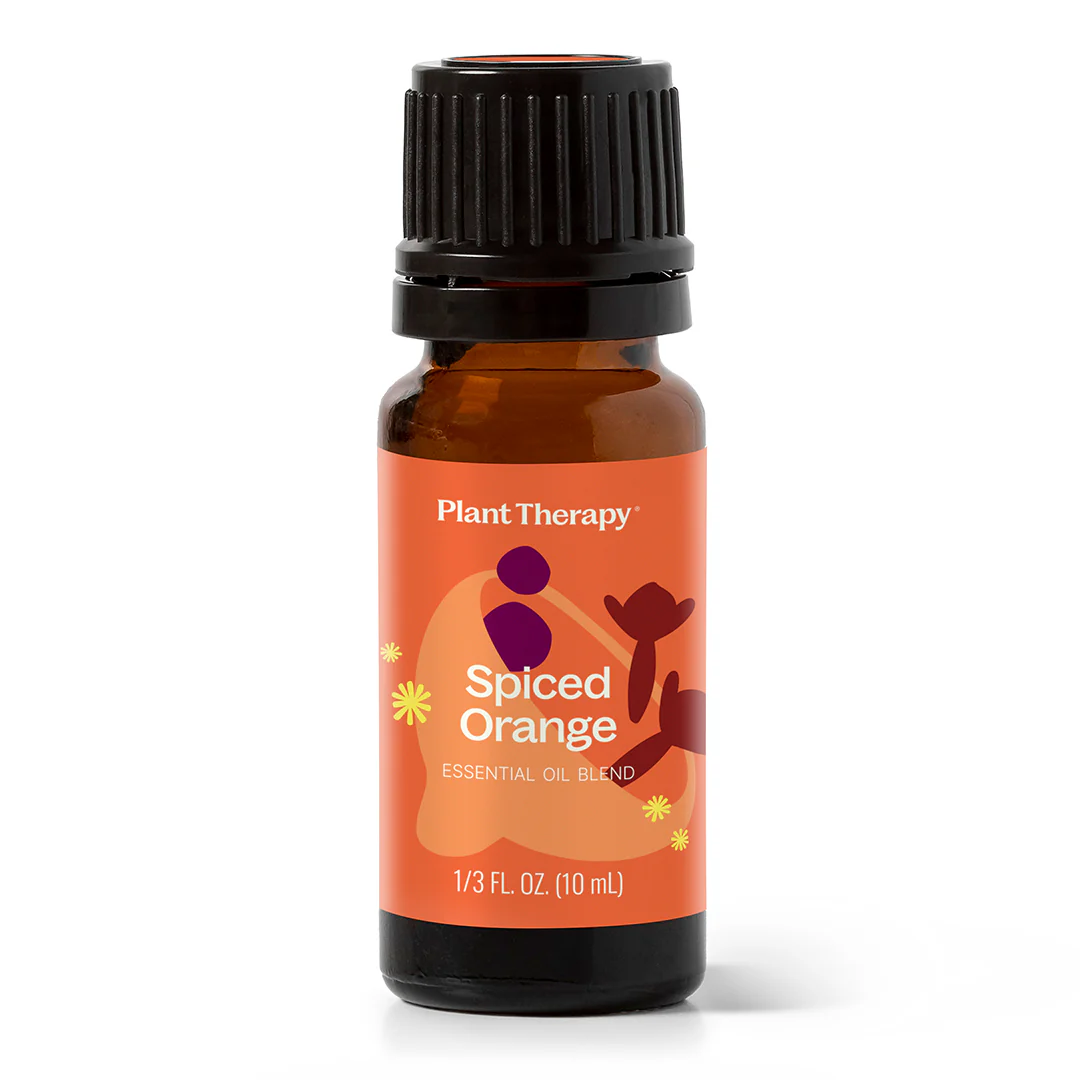 Plant Therapy®
Spiced
Orange
ESSENTIAL OIL BLEND
1/3 FL. OZ. (10 mL)